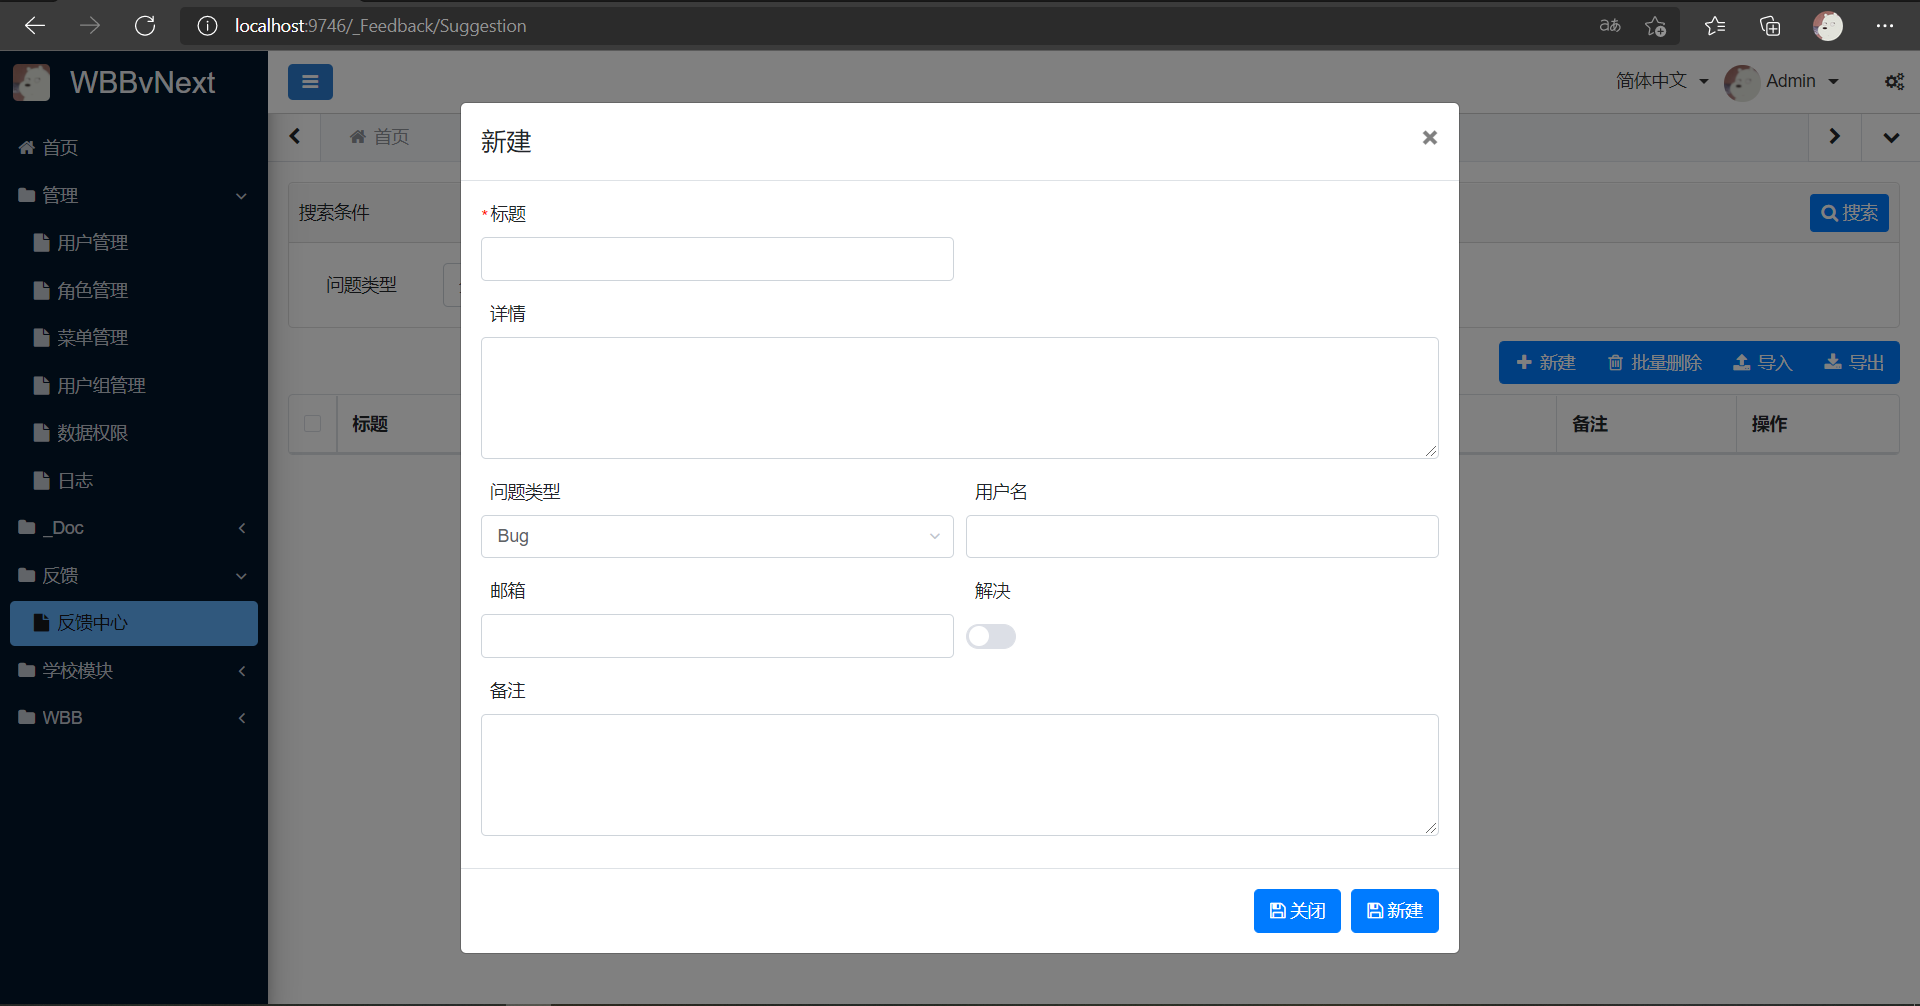 localhost:9746/_Feedback/Suggestion
WBBvNext
简体中文
Admin
首页
管理
用户管理
角色管理
菜单管理
用户组管理
数据权限
日志
_Doc
反馈
反馈中心
学校模块
WBB
首页
搜索条件
搜索
问题类型
新建
批量删除
导入
导出
标题
备注
操作
新建
*标题
详情
问题类型
用户名
Bug
邮箱
解决
备注
关闭
新建